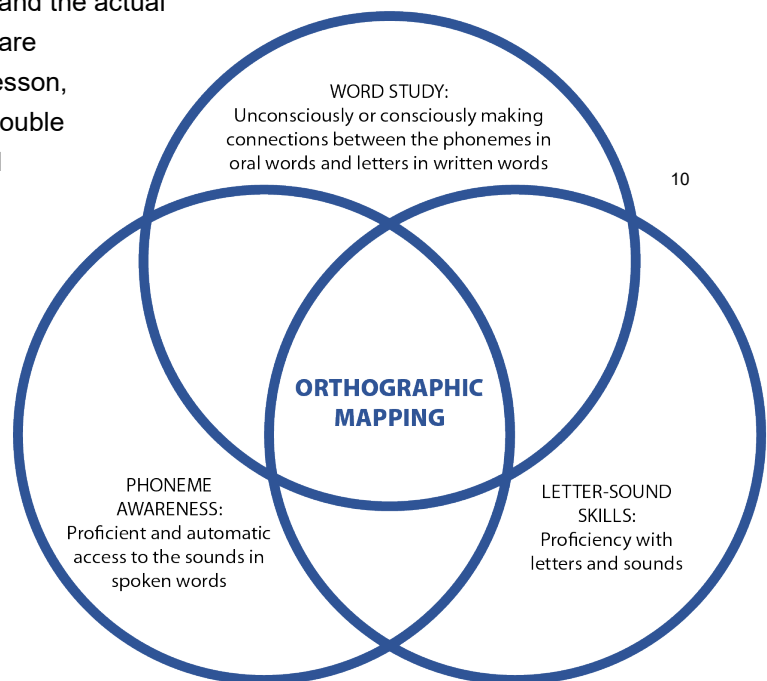 and the actual
are
esson,
ouble
WORD STUDY:
Unconsciously or consciously making
connections between the phonemes in
oral words and letters in written words
10
ORTHOGRAPHIC
MAPPING
PHONEME
AWARENESS:
Proficient and automatic
access to the sounds in
spoken words
LETTER-SOUND
SKILLS:
Proficiency with
letters and sounds